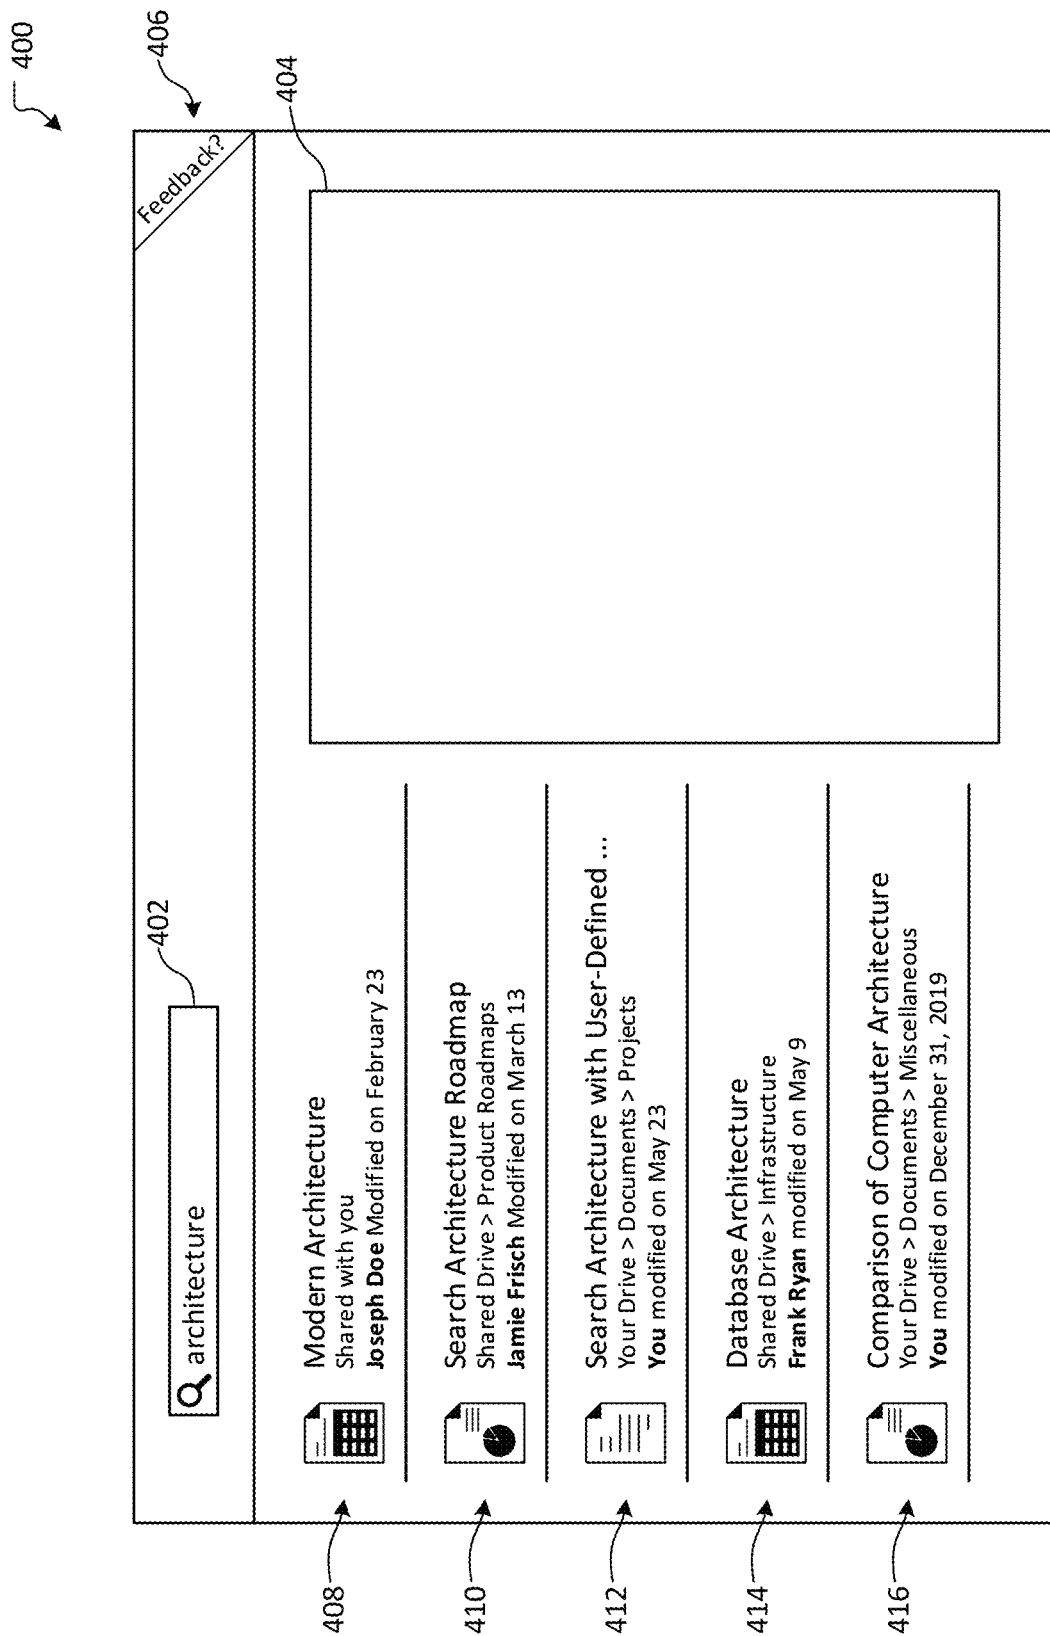 400
406
Feedback?
404
402
architecture
408
Modern Architecture
Shared with you
Joseph Doe Modified on February 23
410
Search Architecture Roadmap
Shared Drive > Product Roadmaps
Jamie Frisch Modified on March 13
412
Search Architecture with User-Defined ...
Your Drive > Documents > Projects
You modified on May 23
414
Database Architecture
Shared Drive > Infrastructure
Frank Ryan modified on May 9
416
Comparison of Computer Architecture
Your Drive > Documents > Miscellaneous
You modified on December 31, 2019